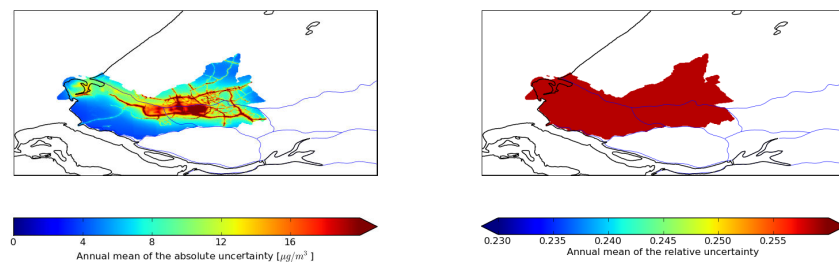 0 4 8 12 16
Annual mean of the absolute uncertainty [μg/m³]
0.230 0.235 0.240 0.245 0.250 0.255
Annual mean of the relative uncertainty